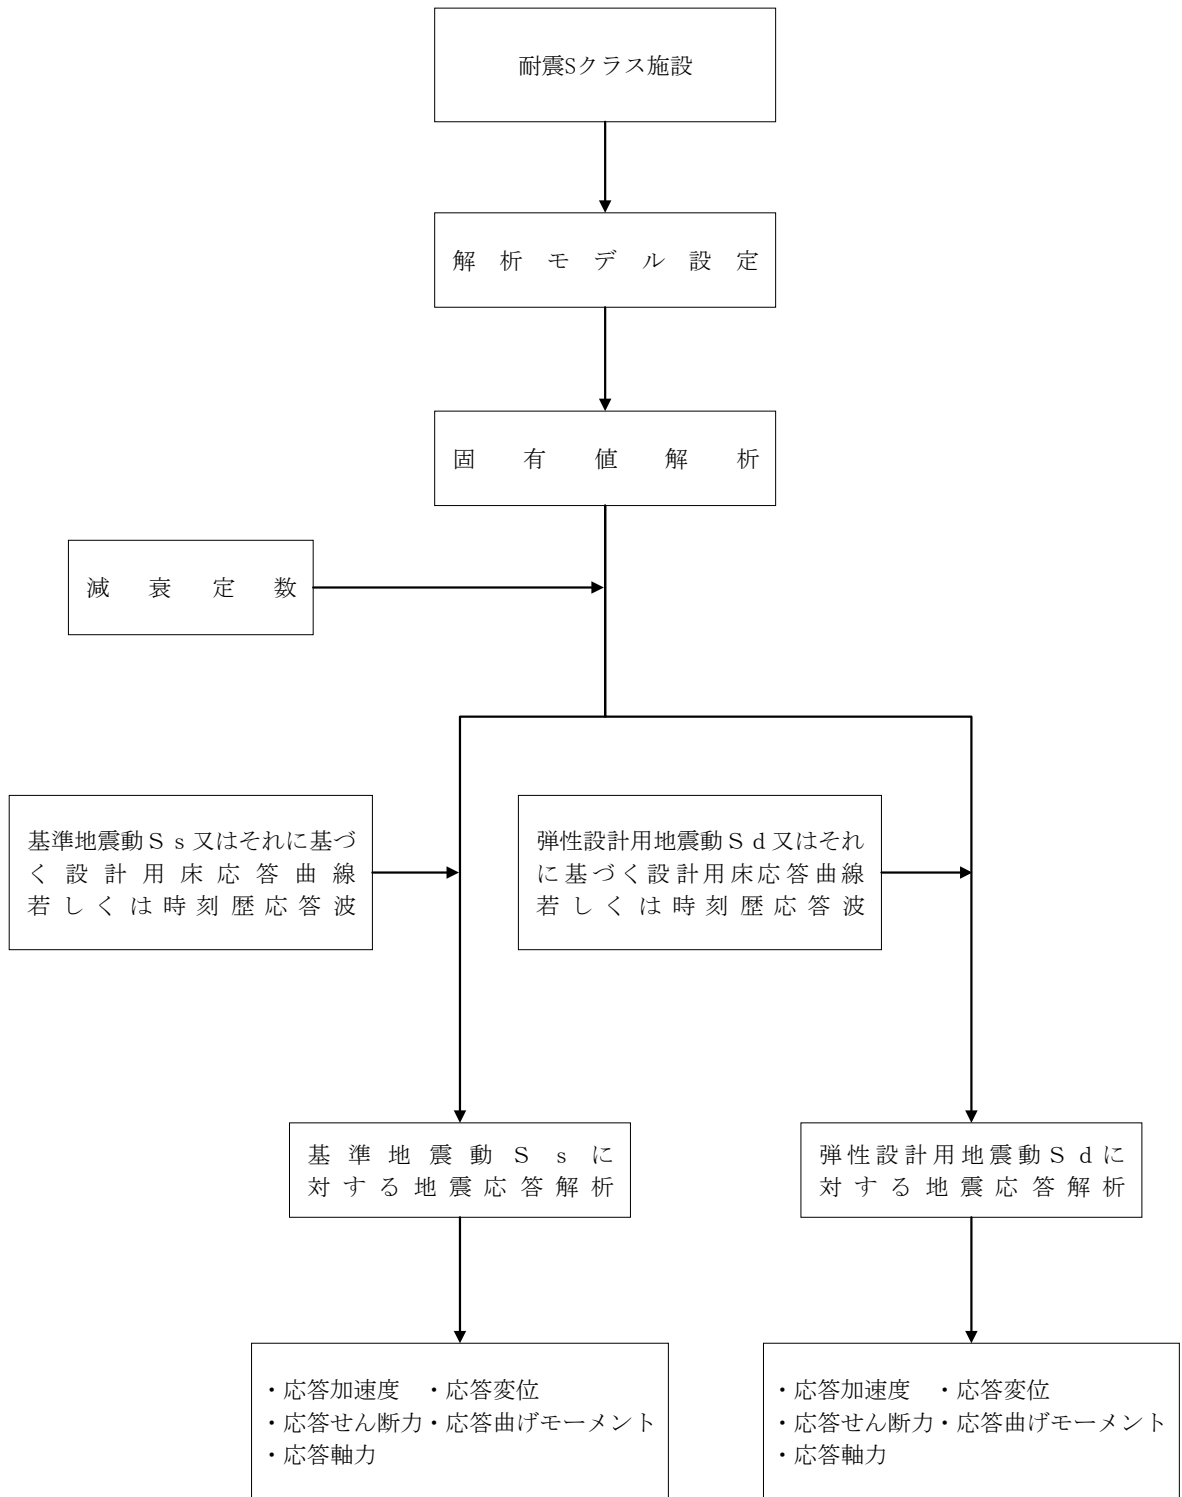 耐震Sクラス施設
解析モデル設定
固有値解析
減衰定数
基準地震動Ｓｓ又はそれに基づ
く設計用床応答曲線
若しくは時刻歴応答波
弾性設計用地震動Ｓｄ又はそれ
に基づく設計用床応答曲線
若しくは時刻歴応答波
基準地震動Ｓｓに
対する地震応答解析
弾性設計用地震動Ｓｄに
対する地震応答解析
・応答加速度　・応答変位
・応答せん断力・応答曲げモーメント
・応答軸力
・応答加速度　・応答変位
・応答せん断力・応答曲げモーメント
・応答軸力